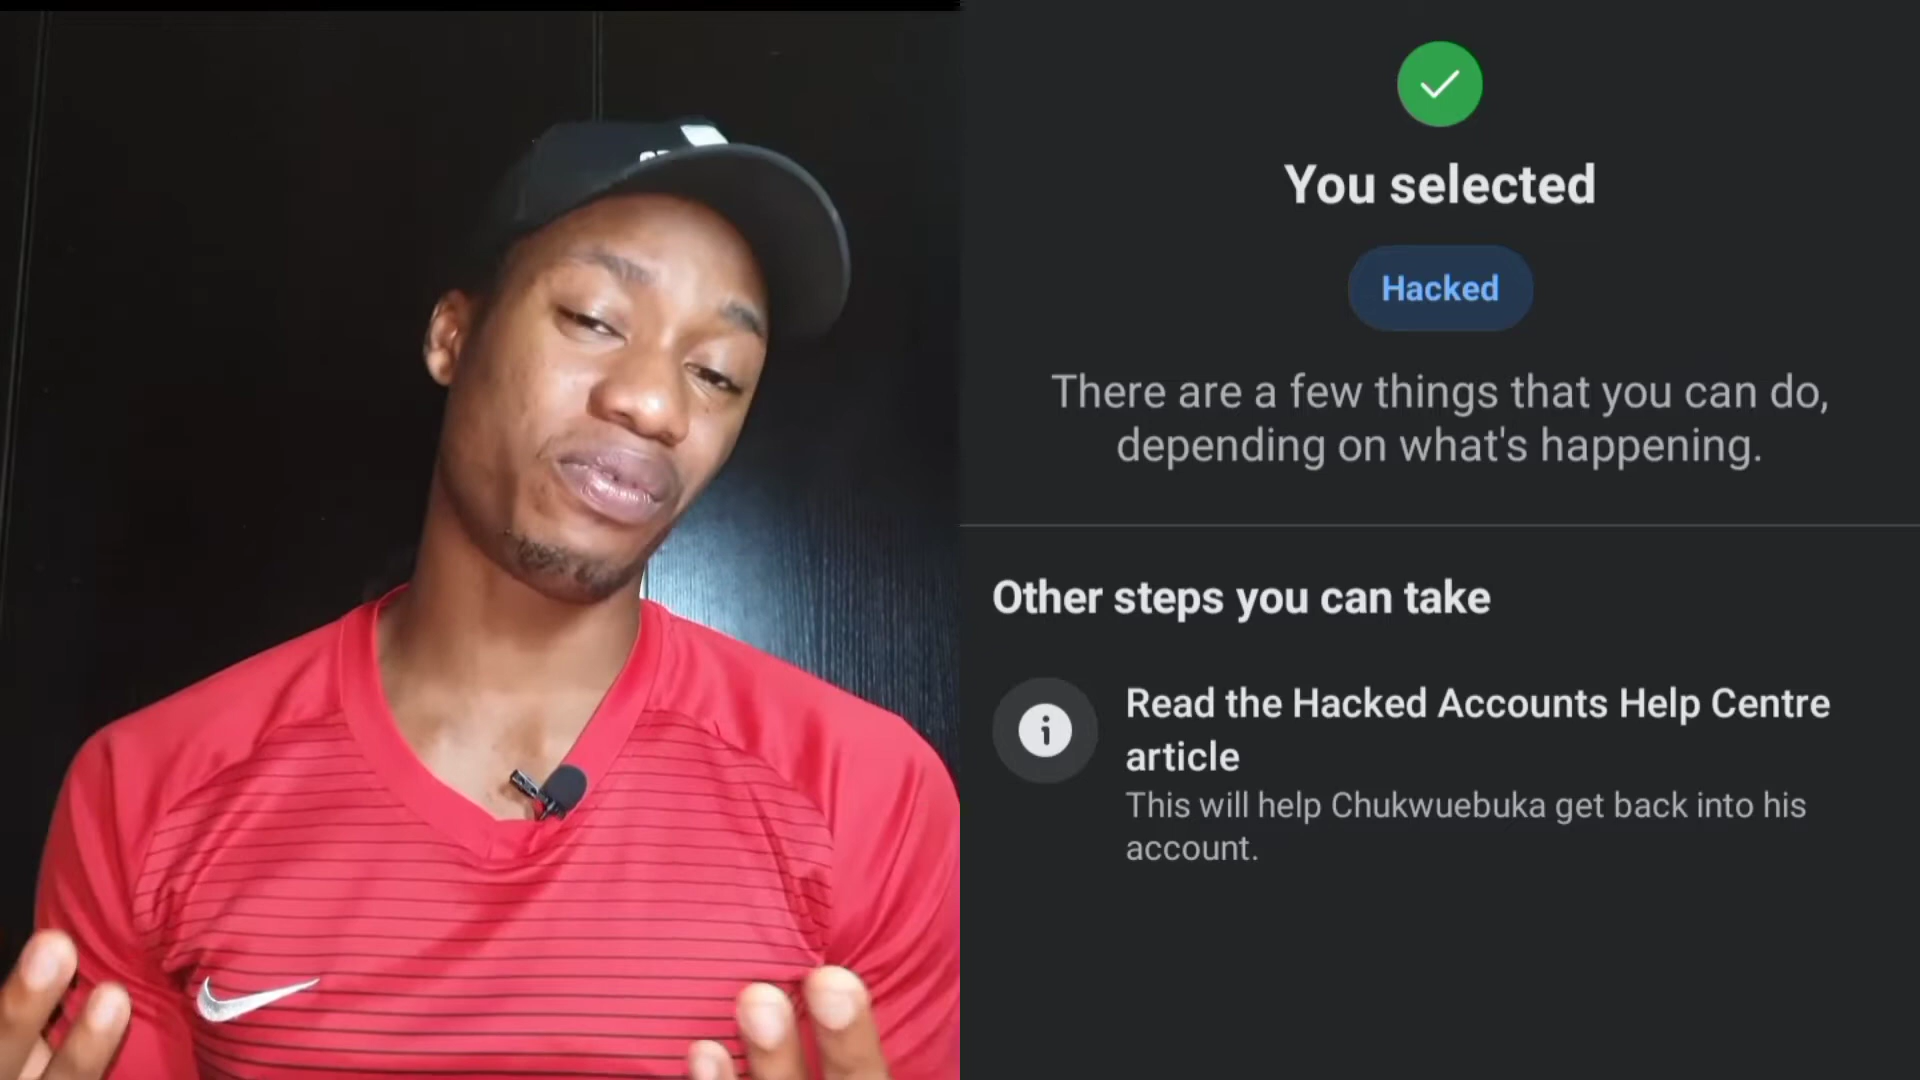 You selected
Hacked
There are a few things that you can do,
depending on what's happening.
Other steps you can take
Read the Hacked Accounts Help Centre
article
This will help Chukwuebuka get back into his
account.